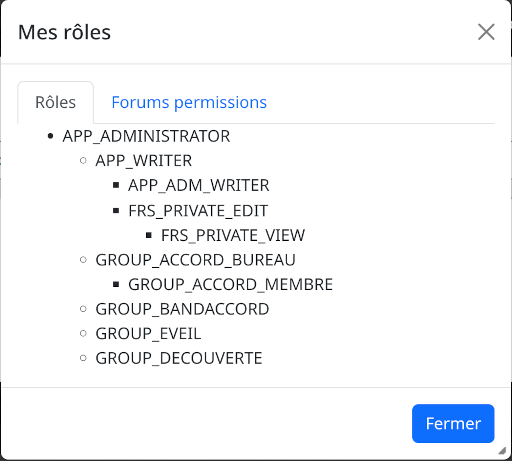 Mes rôles
Rôles
Forums permissions
APP_ADMINISTRATOR
APP_WRITER
APP_ADM_WRITER
FRS_PRIVATE_EDIT
FRS_PRIVATE_VIEW
GROUP_ACCORD_BUREAU
GROUP_ACCORD_MEMBRE
GROUP_BANDACCORD
GROUP_EVEIL
GROUP_DECOUVERTE
Fermer